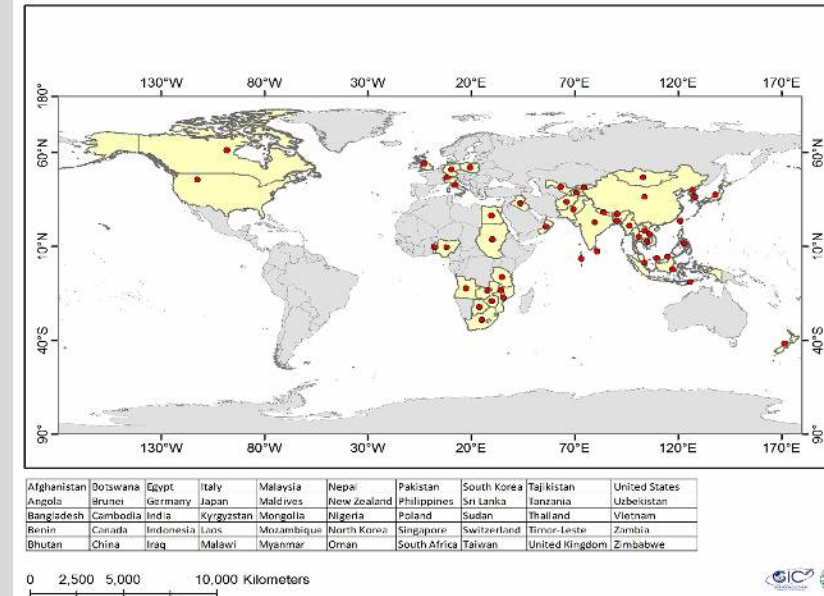 130°W 80°W 30°W 20°E 70°E 120°E 170°E
180°
60°N 60°N
10°N 10°N
40°S 40°S
90° 90°
130°W 80°W 30°W 20°E 70°E 120°E 170°E
Afghanistan Botswana Egypt Italy Malaysia Nepal Pakistan South Korea Tajikistan United States
Angola Brunei Germany Japan Maldives New Zealand Philippines Sri Lanka Tanzania Uzbekistan
Bangladesh Cambodia India Kyrgyzstan Mongolia Nigeria Poland Sudan Thailand Vietnam
Benin Canada Indonesia Laos Mozambique North Korea Singapore Switzerland Timor-Leste Zambia
Bhutan China Iraq Malawi Myanmar Oman South Africa Taiwan United Kingdom Zimbabwe
0 2,500 5,000 10,000 Kilometers
GIC